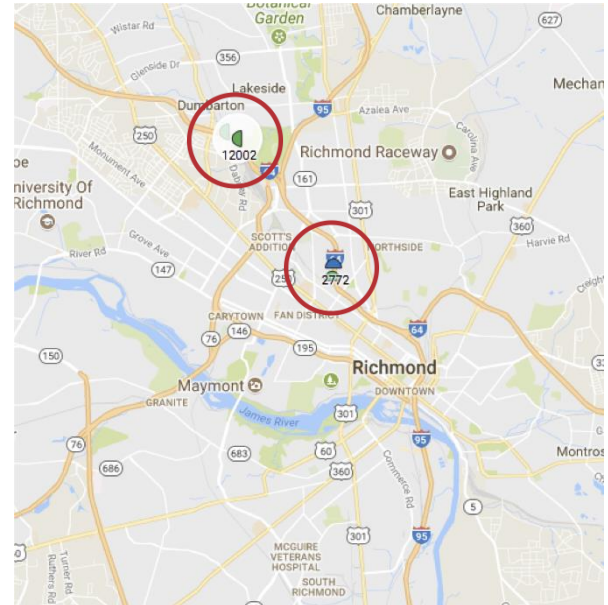 Botanical
Garden
Chamberlayne
627
Wistar Rd
Glenside Dr
356
Lakeside
Mechan
Dumbarton
95
Azalea Ave
250
12002
Richmond Raceway
Carolina Ave
Monument Ave
Dabney Rd
161
niversity Of
Richmond
301
East Highland
Park
360
Grove Ave
SCOTT'S
ADDITION
NORTHSIDE
Harvie Rd
River Rd
147
2772
Creight
CARYTOWN
FAN DISTRICT
64
76
146
195
150
Richmond
33
Maymont
DOWNTOWN
GRANITE
James River
301
76
683
60
95
360
Montros
686
Commerce Rd
5
301
95
MCGUIRE
VETERANS
HOSPITAL
Turner Rd
Ruthers Rd
SOUTH
RICHMOND